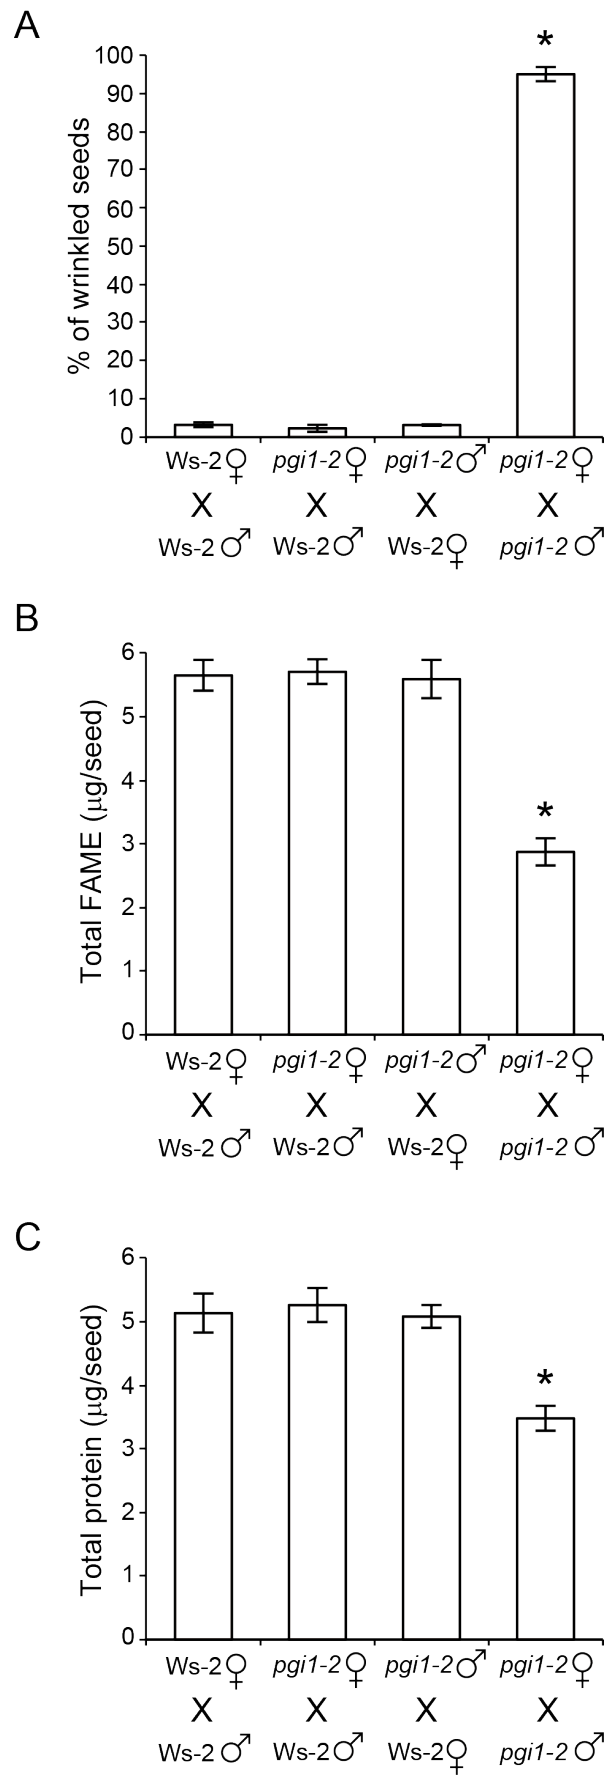 A
% of wrinkled seeds
*
100
90
80
70
60
50
40
30
20
10
0
Ws-2♀ pgi1-2♀ pgi1-2♂ pgi1-2♀
X X X X
Ws-2♂ Ws-2♂ Ws-2♀ pgi1-2♂
B
Total FAME (μg/seed)
6
5
4
3
2
1
0
*
Ws-2♀ pgi1-2♀ pgi1-2♂ pgi1-2♀
X X X X
Ws-2♂ Ws-2♂ Ws-2♀ pgi1-2♂
C
Total protein (μg/seed)
6
5
4
3
2
1
0
*
Ws-2♀ pgi1-2♀ pgi1-2♂ pgi1-2♀
X X X X
Ws-2♂ Ws-2♂ Ws-2♀ pgi1-2♂